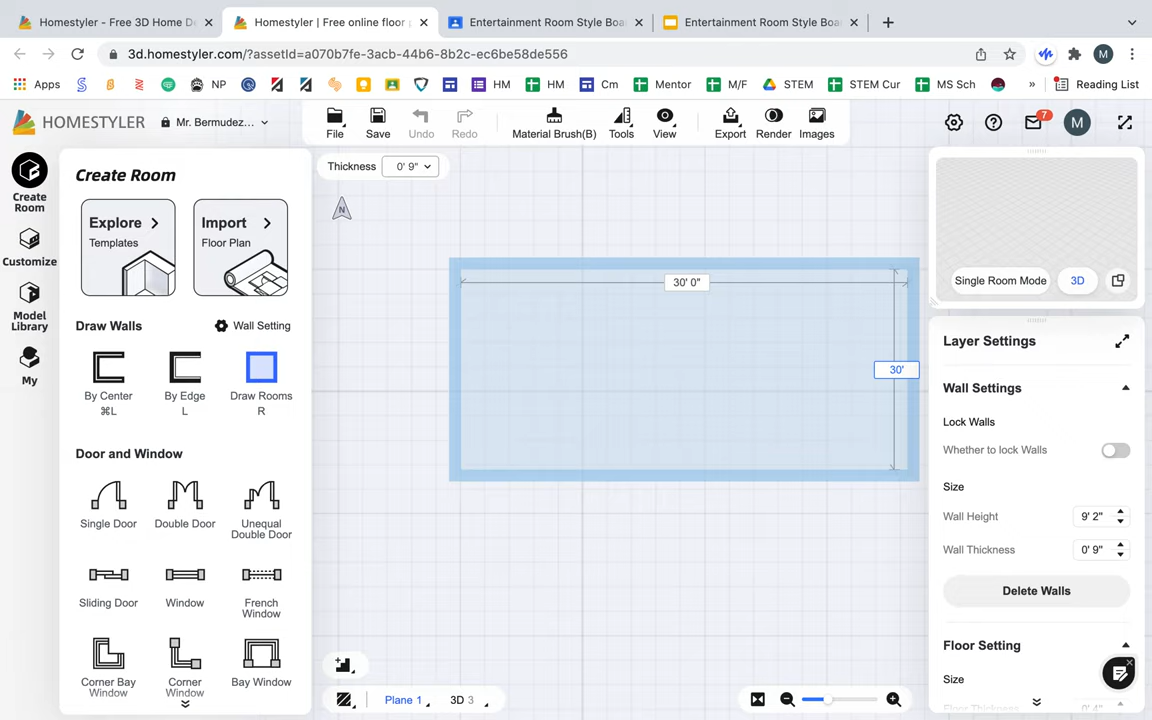 Homestyler - Free 3D Home De
Homestyler | Free online floor p
Entertainment Room Style Boa
Entertainment Room Style Boa
3d.homestyler.com/?assetId=a070b7fe-3acb-44b6-8b2c-ec6be58de556
M
Apps
NP
HM
HM
Cm
Mentor
M/F
STEM
STEM Cur
MS Sch
»
Reading List
HOMESTYLER
Mr. Bermudez...
File
Save
Undo
Redo
Material Brush(B)
Tools
View
Export
Render
Images
7
M
Create
Room
Customize
Model
Library
My
Create Room
Explore
Templates
Import
Floor Plan
Draw Walls
Wall Setting
By Center
⌘L
By Edge
L
Draw Rooms
R
Door and Window
Single Door
Double Door
Unequal
Double Door
Sliding Door
Window
French
Window
Corner Bay
Window
Corner
Window
Bay Window
Thickness
0' 9"
N
30' 0"
30'
Plane 1
3D 3
Single Room Mode
3D
Layer Settings
Wall Settings
Lock Walls
Whether to lock Walls
Size
Wall Height
9' 2"
Wall Thickness
0' 9"
Delete Walls
Floor Setting
Size
Floor Thickness
0' 4"